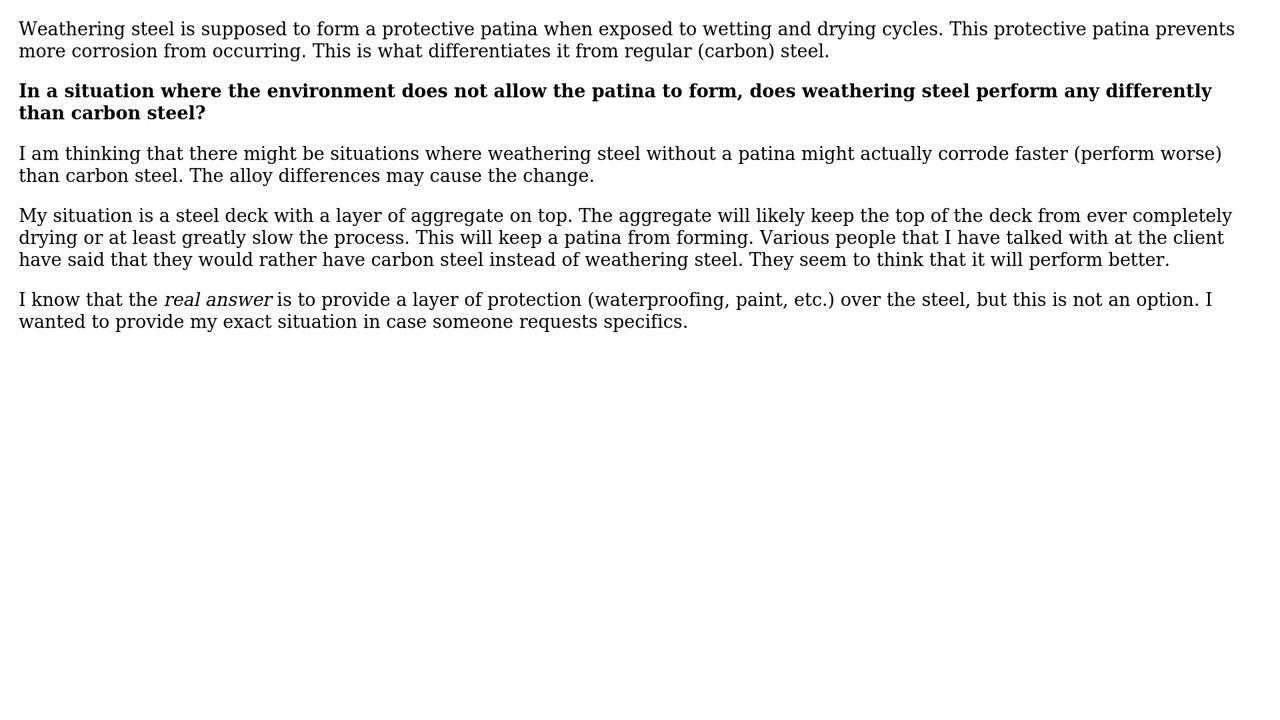 Weathering steel is supposed to form a protective patina when exposed to wetting and drying cycles. This protective patina prevents
more corrosion from occurring. This is what differentiates it from regular (carbon) steel.
In a situation where the environment does not allow the patina to form, does weathering steel perform any differently
than carbon steel?
I am thinking that there might be situations where weathering steel without a patina might actually corrode faster (perform worse)
than carbon steel. The alloy differences may cause the change.
My situation is a steel deck with a layer of aggregate on top. The aggregate will likely keep the top of the deck from ever completely
drying or at least greatly slow the process. This will keep a patina from forming. Various people that I have talked with at the client
have said that they would rather have carbon steel instead of weathering steel. They seem to think that it will perform better.
I know that the real answer is to provide a layer of protection (waterproofing, paint, etc.) over the steel, but this is not an option. I
wanted to provide my exact situation in case someone requests specifics.